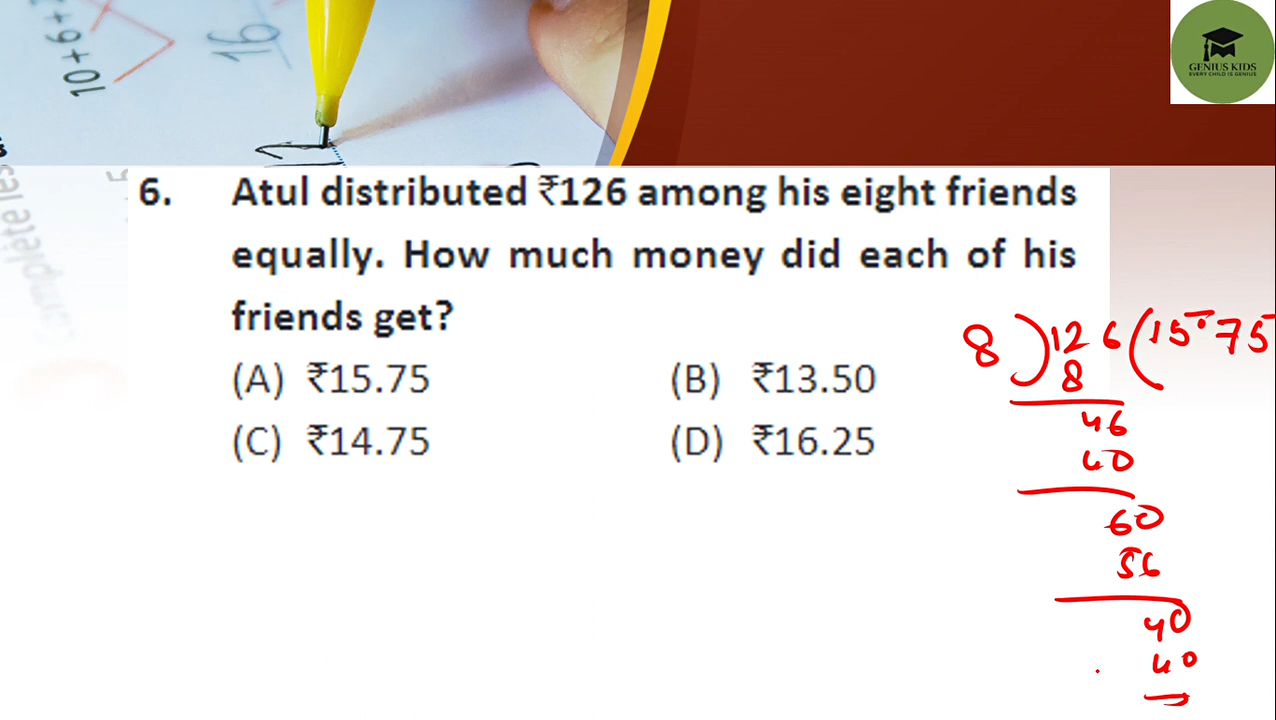 10+6+
16
GENIUS KIDS
EVERY CHILD IS GENIUS
6. Atul distributed ₹126 among his eight friends
equally. How much money did each of his
friends get?
(A) ₹15.75 (B) ₹13.50
(C) ₹14.75 (D) ₹16.25
8)126(15.75
8
46
40
60
56
40
40